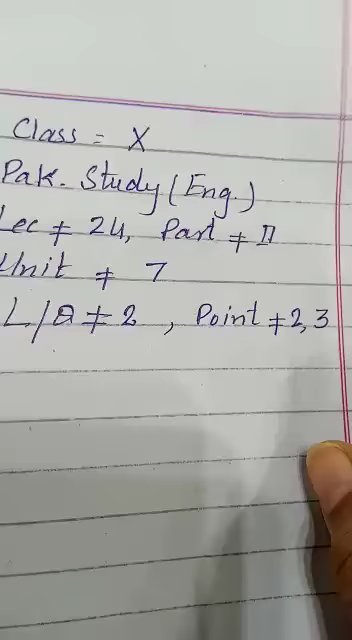 Class = X
Pak. Study (Eng.)
Lec # 24, Part # II
Unit # 7
L/Q # 2, Point # 2,3